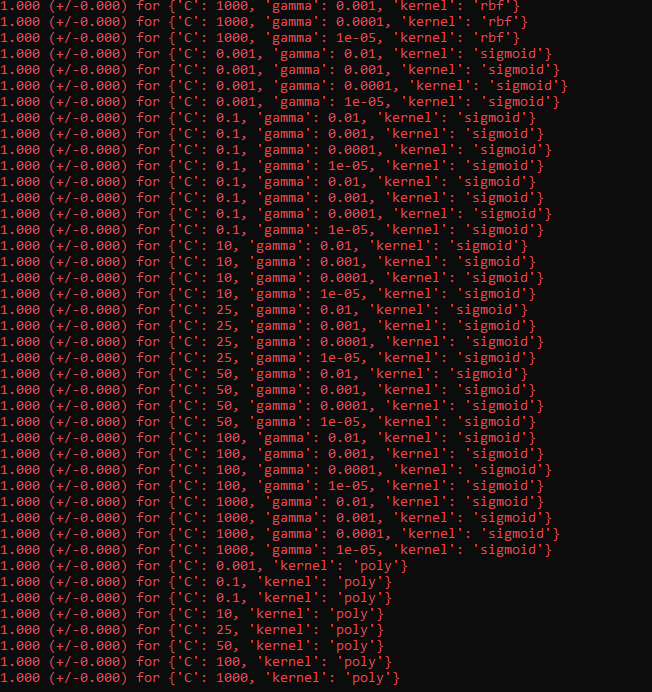 1.000 (+/-0.000) for {'C': 1000, 'gamma': 0.001, 'kernel': 'rbf'}
1.000 (+/-0.000) for {'C': 1000, 'gamma': 0.0001, 'kernel': 'rbf'}
1.000 (+/-0.000) for {'C': 1000, 'gamma': 1e-05, 'kernel': 'rbf'}
1.000 (+/-0.000) for {'C': 0.001, 'gamma': 0.01, 'kernel': 'sigmoid'}
1.000 (+/-0.000) for {'C': 0.001, 'gamma': 0.001, 'kernel': 'sigmoid'}
1.000 (+/-0.000) for {'C': 0.001, 'gamma': 0.0001, 'kernel': 'sigmoid'}
1.000 (+/-0.000) for {'C': 0.001, 'gamma': 1e-05, 'kernel': 'sigmoid'}
1.000 (+/-0.000) for {'C': 0.1, 'gamma': 0.01, 'kernel': 'sigmoid'}
1.000 (+/-0.000) for {'C': 0.1, 'gamma': 0.001, 'kernel': 'sigmoid'}
1.000 (+/-0.000) for {'C': 0.1, 'gamma': 0.0001, 'kernel': 'sigmoid'}
1.000 (+/-0.000) for {'C': 0.1, 'gamma': 1e-05, 'kernel': 'sigmoid'}
1.000 (+/-0.000) for {'C': 0.1, 'gamma': 0.01, 'kernel': 'sigmoid'}
1.000 (+/-0.000) for {'C': 0.1, 'gamma': 0.001, 'kernel': 'sigmoid'}
1.000 (+/-0.000) for {'C': 0.1, 'gamma': 0.0001, 'kernel': 'sigmoid'}
1.000 (+/-0.000) for {'C': 0.1, 'gamma': 1e-05, 'kernel': 'sigmoid'}
1.000 (+/-0.000) for {'C': 10, 'gamma': 0.01, 'kernel': 'sigmoid'}
1.000 (+/-0.000) for {'C': 10, 'gamma': 0.001, 'kernel': 'sigmoid'}
1.000 (+/-0.000) for {'C': 10, 'gamma': 0.0001, 'kernel': 'sigmoid'}
1.000 (+/-0.000) for {'C': 10, 'gamma': 1e-05, 'kernel': 'sigmoid'}
1.000 (+/-0.000) for {'C': 25, 'gamma': 0.01, 'kernel': 'sigmoid'}
1.000 (+/-0.000) for {'C': 25, 'gamma': 0.001, 'kernel': 'sigmoid'}
1.000 (+/-0.000) for {'C': 25, 'gamma': 0.0001, 'kernel': 'sigmoid'}
1.000 (+/-0.000) for {'C': 25, 'gamma': 1e-05, 'kernel': 'sigmoid'}
1.000 (+/-0.000) for {'C': 50, 'gamma': 0.01, 'kernel': 'sigmoid'}
1.000 (+/-0.000) for {'C': 50, 'gamma': 0.001, 'kernel': 'sigmoid'}
1.000 (+/-0.000) for {'C': 50, 'gamma': 0.0001, 'kernel': 'sigmoid'}
1.000 (+/-0.000) for {'C': 50, 'gamma': 1e-05, 'kernel': 'sigmoid'}
1.000 (+/-0.000) for {'C': 100, 'gamma': 0.01, 'kernel': 'sigmoid'}
1.000 (+/-0.000) for {'C': 100, 'gamma': 0.001, 'kernel': 'sigmoid'}
1.000 (+/-0.000) for {'C': 100, 'gamma': 0.0001, 'kernel': 'sigmoid'}
1.000 (+/-0.000) for {'C': 100, 'gamma': 1e-05, 'kernel': 'sigmoid'}
1.000 (+/-0.000) for {'C': 1000, 'gamma': 0.01, 'kernel': 'sigmoid'}
1.000 (+/-0.000) for {'C': 1000, 'gamma': 0.001, 'kernel': 'sigmoid'}
1.000 (+/-0.000) for {'C': 1000, 'gamma': 0.0001, 'kernel': 'sigmoid'}
1.000 (+/-0.000) for {'C': 1000, 'gamma': 1e-05, 'kernel': 'sigmoid'}
1.000 (+/-0.000) for {'C': 0.001, 'kernel': 'poly'}
1.000 (+/-0.000) for {'C': 0.1, 'kernel': 'poly'}
1.000 (+/-0.000) for {'C': 0.1, 'kernel': 'poly'}
1.000 (+/-0.000) for {'C': 10, 'kernel': 'poly'}
1.000 (+/-0.000) for {'C': 25, 'kernel': 'poly'}
1.000 (+/-0.000) for {'C': 50, 'kernel': 'poly'}
1.000 (+/-0.000) for {'C': 100, 'kernel': 'poly'}
1.000 (+/-0.000) for {'C': 1000, 'kernel': 'poly'}